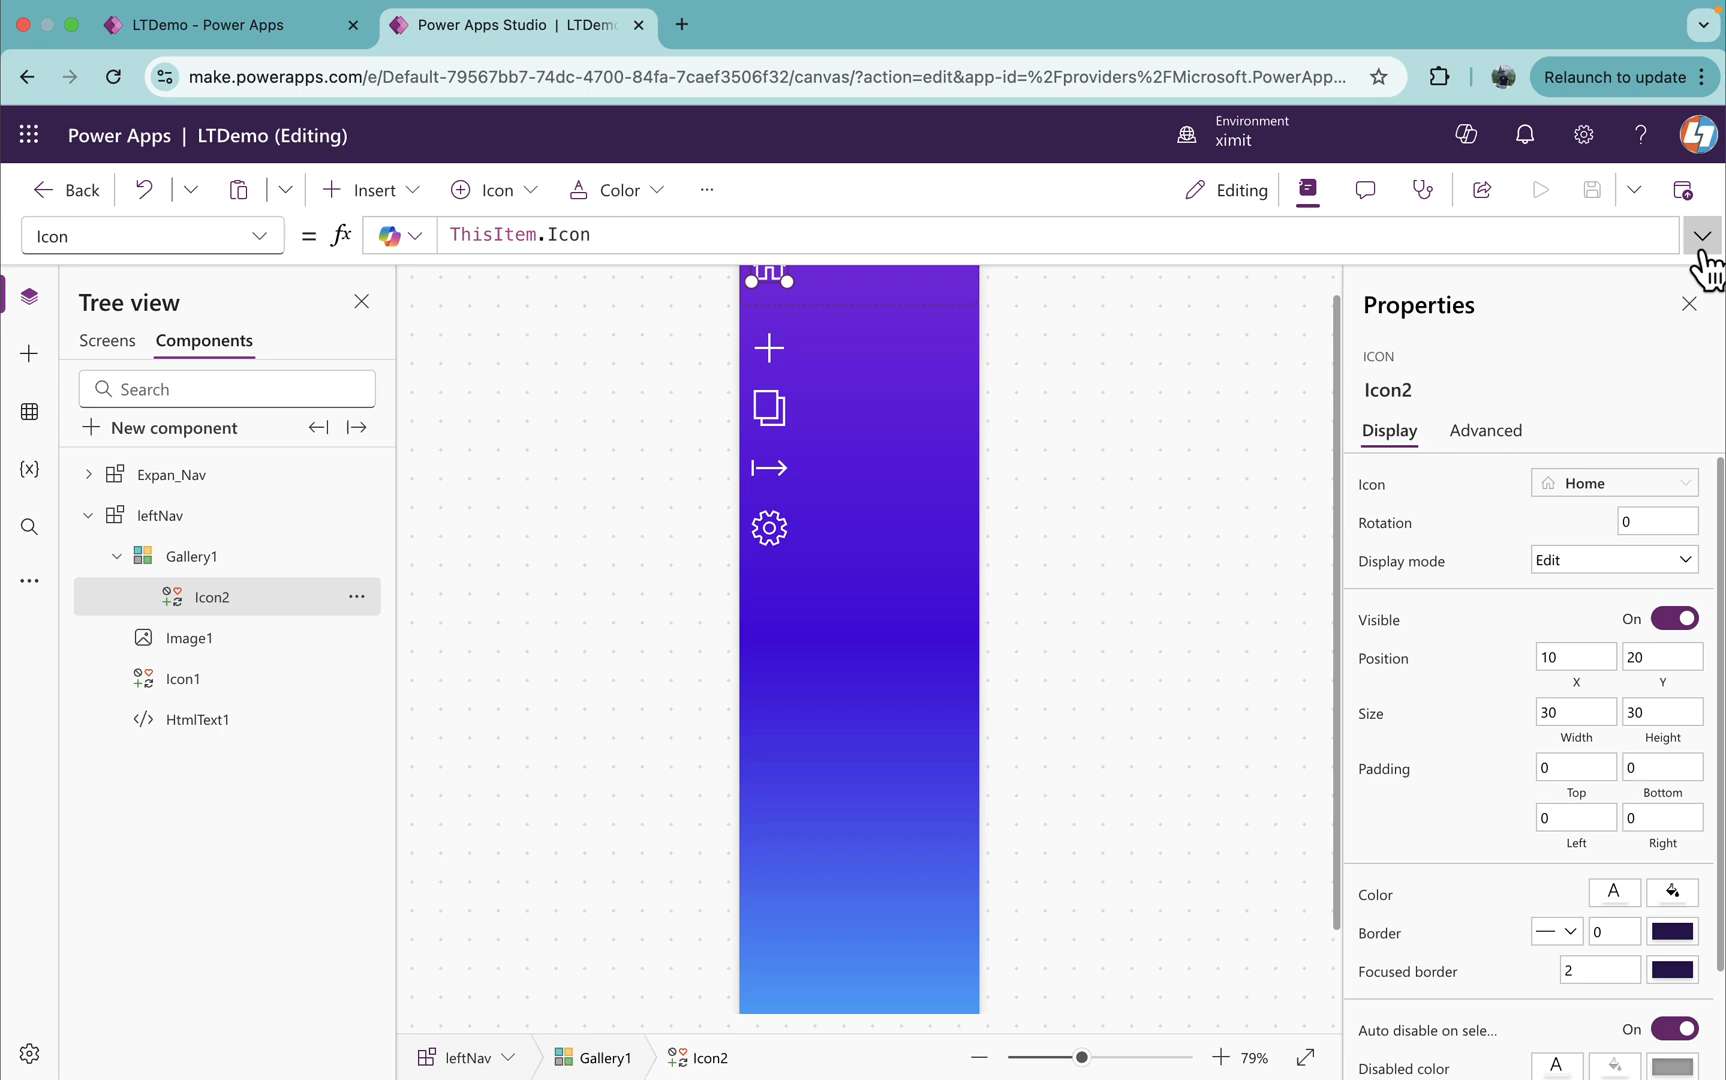 LTDemo - Power Apps
Power Apps Studio | LTDemo
make.powerapps.com/e/Default-79567bb7-74dc-4700-84fa-7caef3506f32/canvas/?action=edit&app-id=%2Fproviders%2FMicrosoft.PowerApp...
Relaunch to update
Power Apps | LTDemo (Editing)
Environment
ximit
Back
Insert
Icon
Color
Editing
Icon
= fx
ThisItem.Icon
Tree view
Screens
Components
Search
New component
Expan_Nav
leftNav
Gallery1
Icon2
Image1
Icon1
HtmlText1
Properties
ICON
Icon2
Display
Advanced
Icon
Home
Rotation
0
Display mode
Edit
Visible
On
Position
10
20
X
Y
Size
30
30
Width
Height
Padding
0
0
Top
Bottom
0
0
Left
Right
Color
A
Border
0
Focused border
2
Auto disable on sele...
On
Disabled color
A
leftNav
Gallery1
Icon2
79%